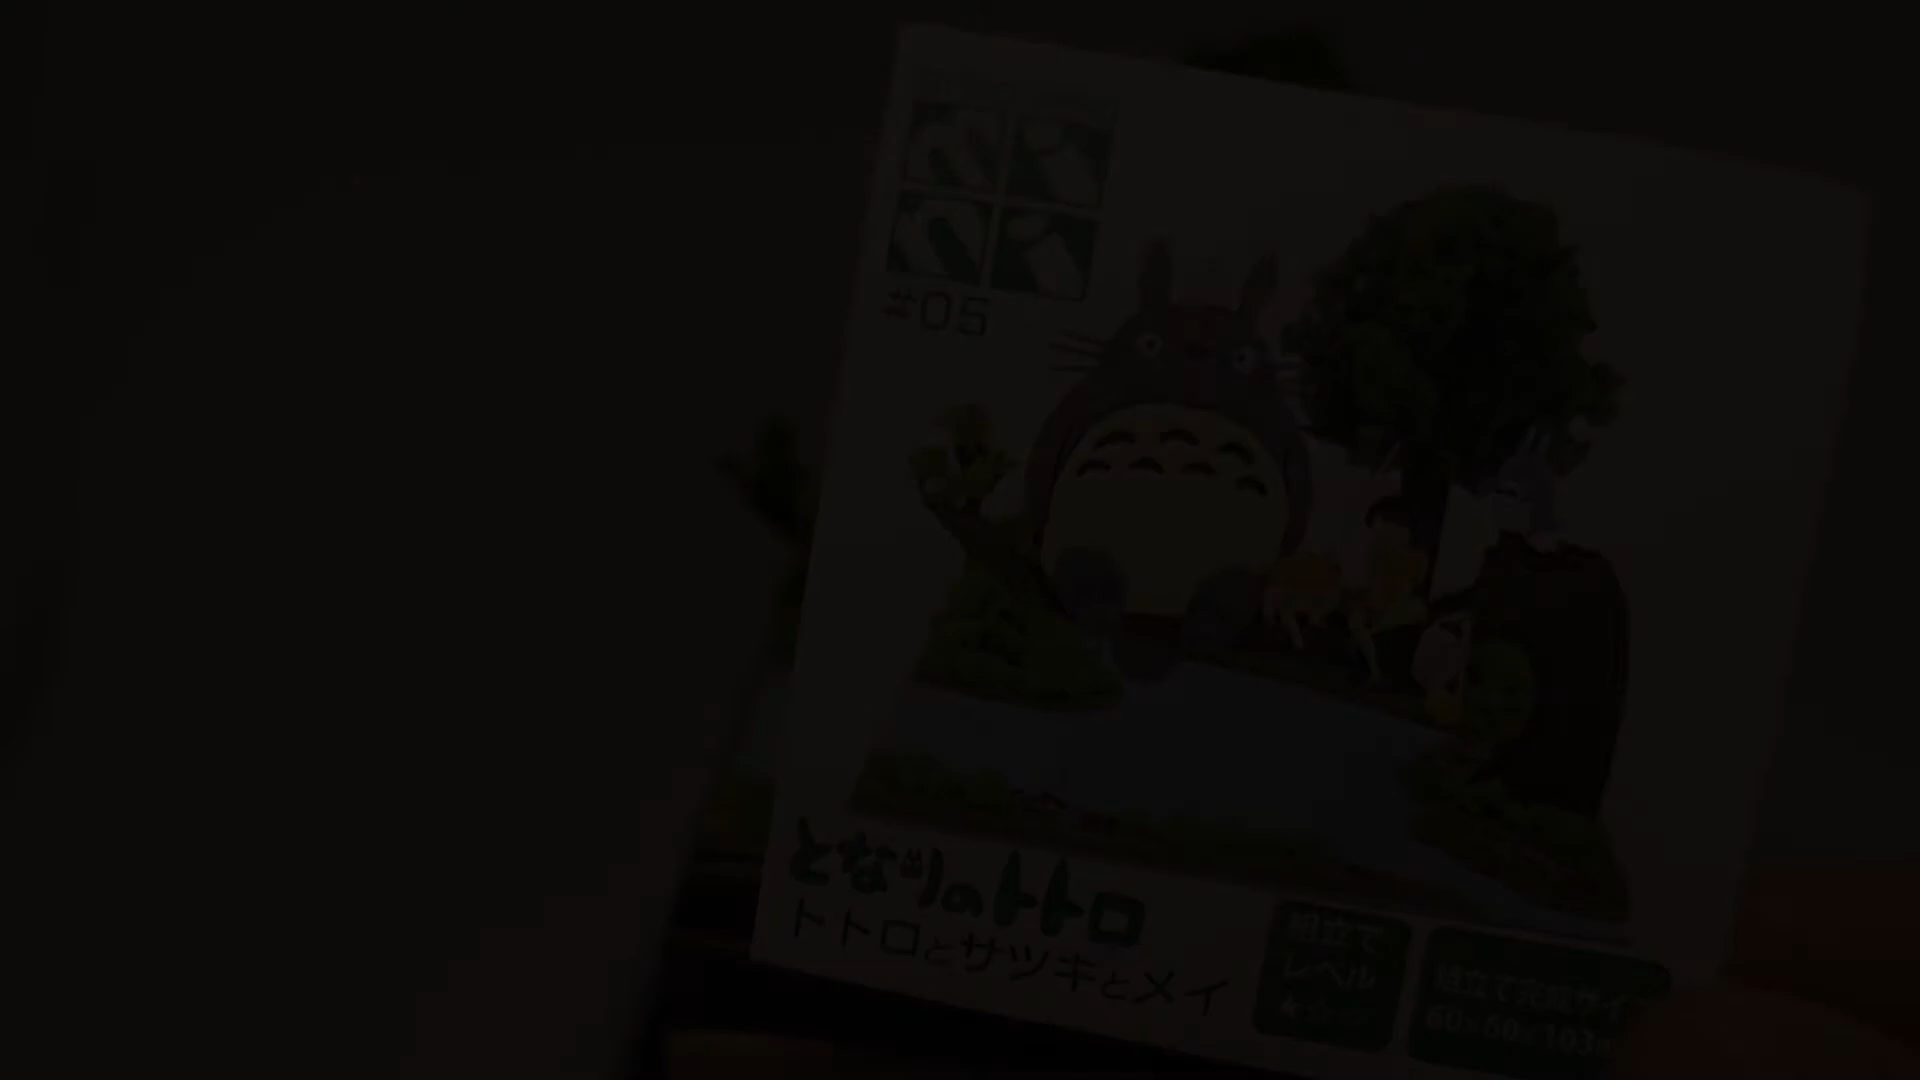 #05
となりのトトロ
トトロとサツキとメイ
組立て
レベル
★☆☆
組立て完成サイ
60×60×103